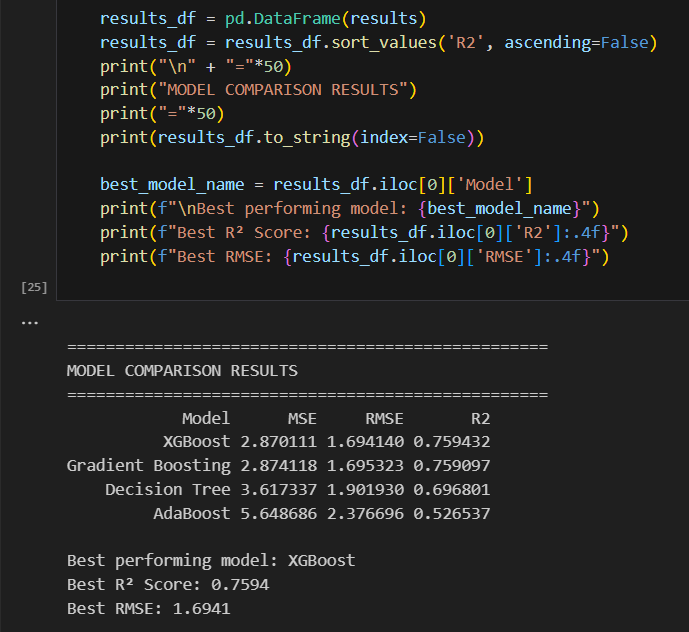 results_df = pd.DataFrame(results)
results_df = results_df.sort_values('R2', ascending=False)
print("\n" + "="*50)
print("MODEL COMPARISON RESULTS")
print("="*50)
print(results_df.to_string(index=False))
best_model_name = results_df.iloc[0]['Model']
print(f"\nBest performing model: {best_model_name}")
print(f"Best R² Score: {results_df.iloc[0]['R2']:.4f}")
print(f"Best RMSE: {results_df.iloc[0]['RMSE']:.4f}")
[25]
...
==================================================
MODEL COMPARISON RESULTS
==================================================
Model MSE RMSE R2
XGBoost 2.870111 1.694140 0.759432
Gradient Boosting 2.874118 1.695323 0.759097
Decision Tree 3.617337 1.901930 0.696801
AdaBoost 5.648686 2.376696 0.526537
Best performing model: XGBoost
Best R² Score: 0.7594
Best RMSE: 1.6941